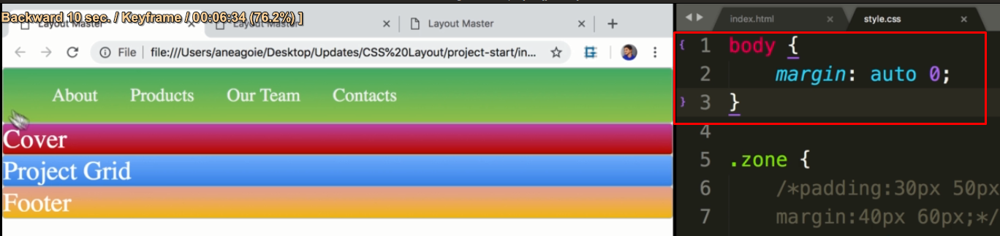 Backward 10 sec. / Keyframe / 00:06:34 (76.2%) ]
Layout Master
Layout Master
Layout Master
index.html
style.css
File
file:///Users/aneagoie/Desktop/Updates/CSS%20Layout/project-start/in...
About Products Our Team Contacts
Cover
Project Grid
Footer
1 body {
2 margin: auto 0;
3 }
4
5 .zone {
6 /*padding:30px 50px
7 margin:40px 60px;*/